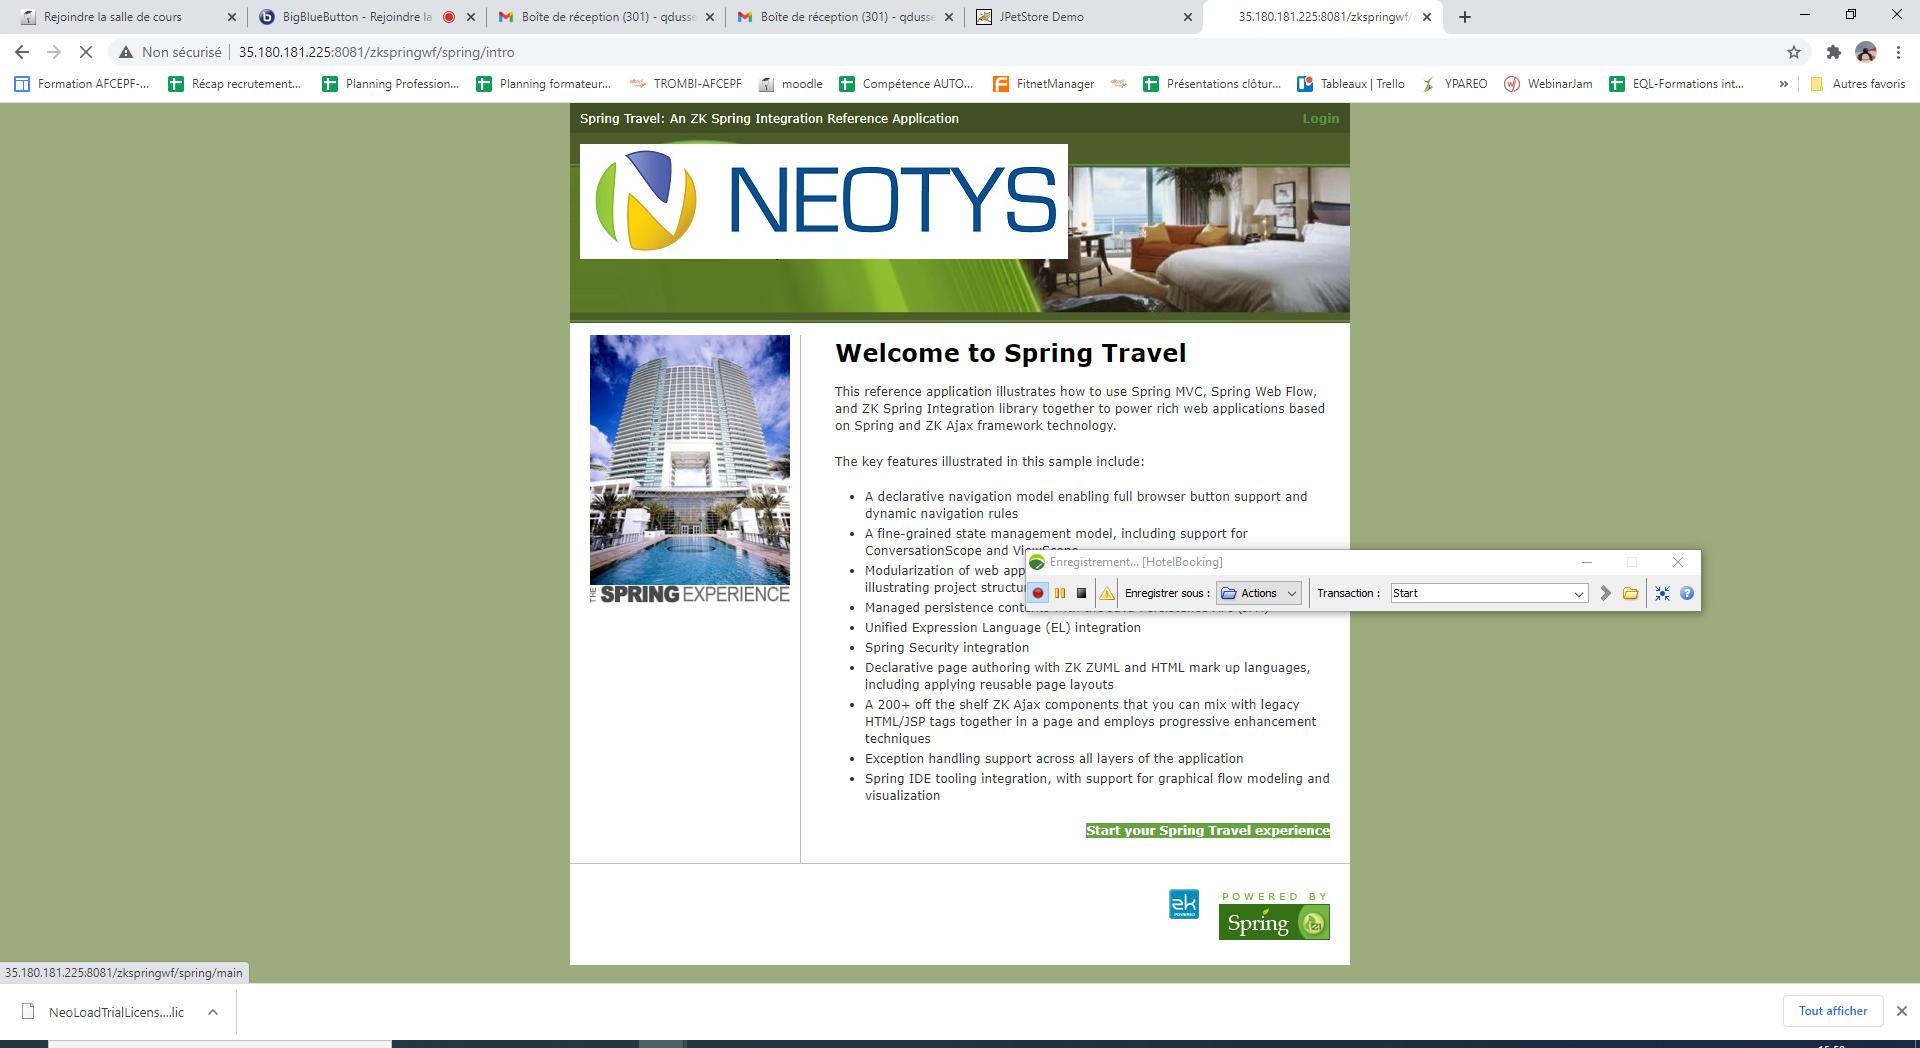 Rejoindre la salle de cours
BigBlueButton - Rejoindre la
Boîte de réception (301) - qdusse
Boîte de réception (301) - qdusse
JPetStore Demo
35.180.181.225:8081/zkspringwf/
Non sécurisé
35.180.181.225:8081/zkspringwf/spring/intro
Formation AFCEPF-...
Récap recrutement...
Planning Profession...
Planning formateur...
TROMBI-AFCEPF
moodle
Compétence AUTO...
FitnetManager
Présentations clôtur...
Tableaux | Trello
YPAREO
WebinarJam
EQL-Formations int...
»
Autres favoris
Spring Travel: An ZK Spring Integration Reference Application
Login
NEOTYS
THE SPRING EXPERIENCE
Welcome to Spring Travel
This reference application illustrates how to use Spring MVC, Spring Web Flow,
and ZK Spring Integration library together to power rich web applications based
on Spring and ZK Ajax framework technology.
The key features illustrated in this sample include:
• A declarative navigation model enabling full browser button support and
dynamic navigation rules
• A fine-grained state management model, including support for
ConversationScope and ViewScope
• Modularization of web app
illustrating project structu
• Managed persistence cont
Enregistrement... [HotelBooking]
Enregistrer sous :
Actions
Transaction :
Start
• Unified Expression Language (EL) integration
• Spring Security integration
• Declarative page authoring with ZK ZUML and HTML mark up languages,
including applying reusable page layouts
• A 200+ off the shelf ZK Ajax components that you can mix with legacy
HTML/JSP tags together in a page and employs progressive enhancement
techniques
• Exception handling support across all layers of the application
• Spring IDE tooling integration, with support for graphical flow modeling and
visualization
Start your Spring Travel experience
zk
POWERED
POWERED BY
Spring
35.180.181.225:8081/zkspringwf/spring/main
NeoLoadTrialLicens....lic
Tout afficher